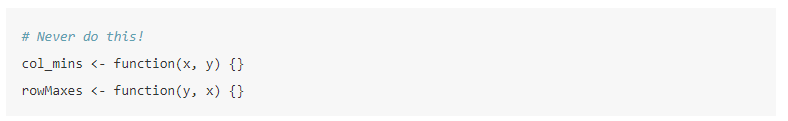 # Never do this!
col_mins <- function(x, y) {}
rowMaxes <- function(y, x) {}